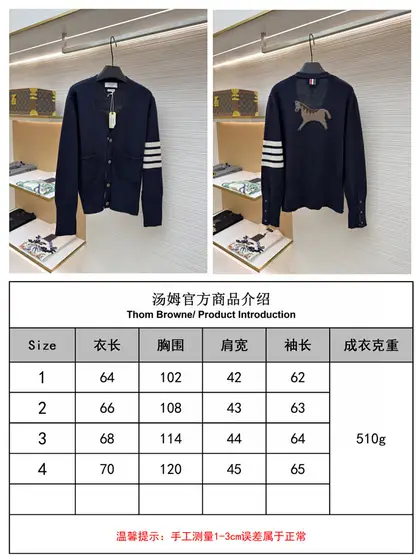 汤姆官方商品介绍
Thom Browne/ Product Introduction
Size 衣长 胸围 肩宽 袖长 成衣克重
1 64 102 42 62
2 66 108 43 63
3 68 114 44 64
4 70 120 45 65
510g
温馨提示：手工测量1-3cm误差属于正常